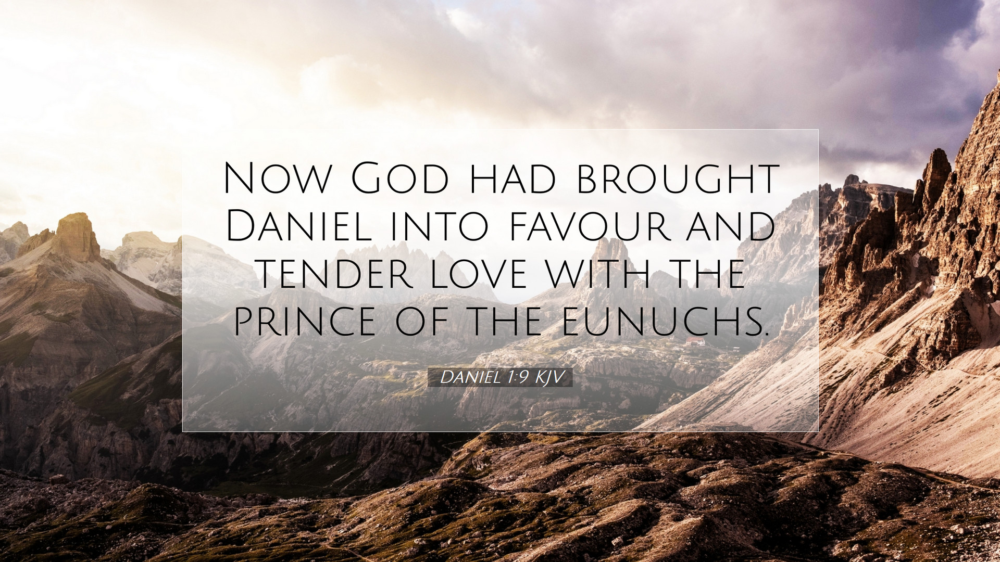 Now God had brought
Daniel into favour and
tender love with the
prince of the eunuchs.
Daniel 1:9 KJV